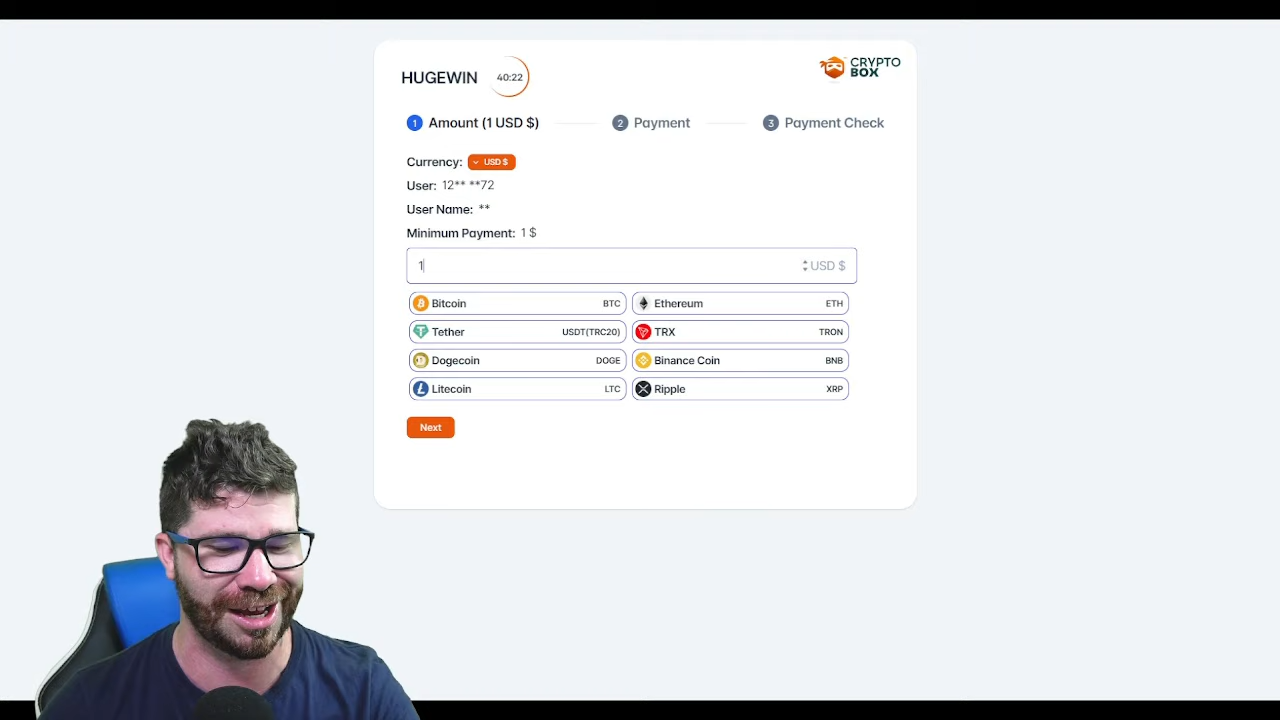 HUGEWIN 40:22
CRYPTO
BOX
1 Amount (1 USD $) 2 Payment 3 Payment Check
Currency: USD $
User: 12** **72
User Name: **
Minimum Payment: 1 $
1 USD $
Bitcoin BTC Ethereum ETH
Tether USDT(TRC20) TRX TRON
Dogecoin DOGE Binance Coin BNB
Litecoin LTC Ripple XRP
Next